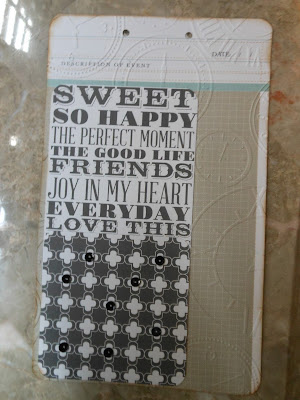 DATE
DESCRIPTION OF EVENT
SWEET
SO HAPPY
THE PERFECT MOMENT
THE GOOD LIFE
FRIENDS
JOY IN MY HEART
EVERYDAY
LOVE THIS